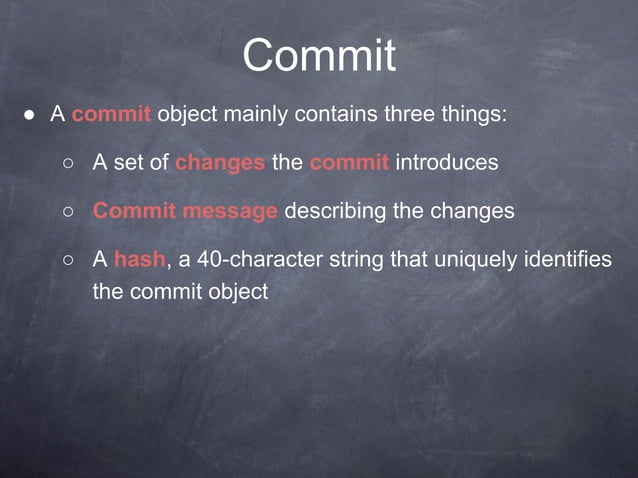 Commit
● A commit object mainly contains three things:
○ A set of changes the commit introduces
○ Commit message describing the changes
○ A hash, a 40-character string that uniquely identifies
the commit object